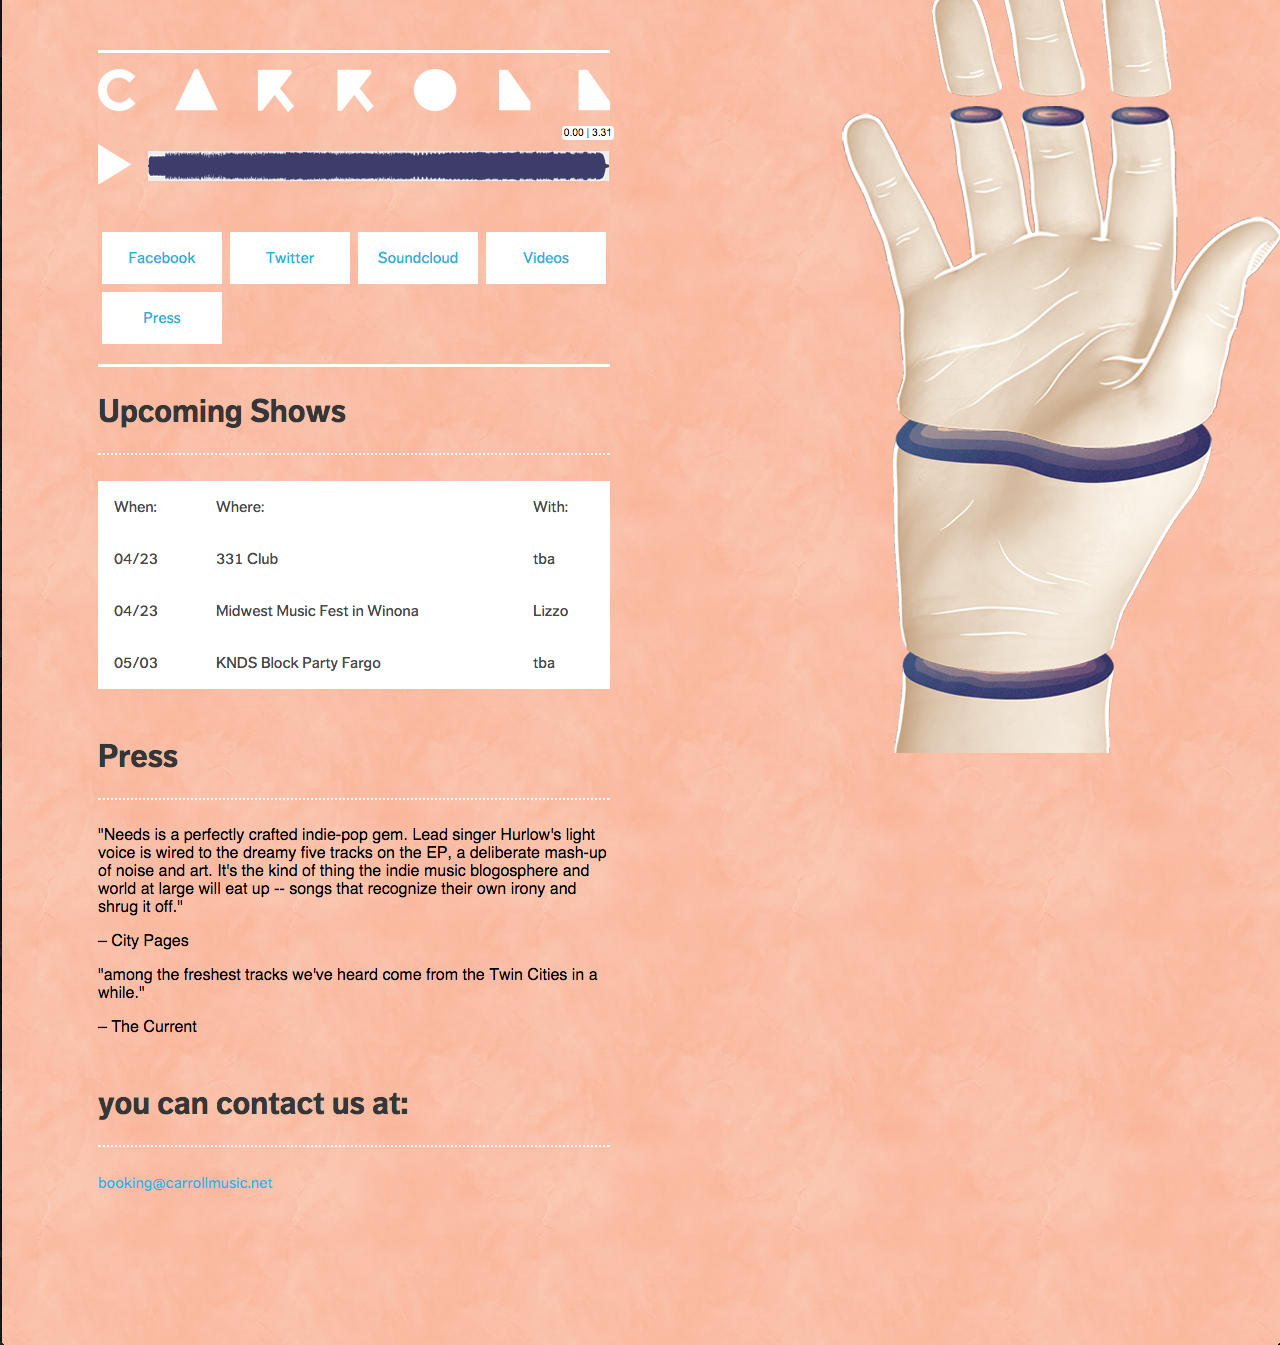 CARROLL
0.00 | 3.31
Facebook Twitter Soundcloud Videos
Press
Upcoming Shows
When: Where: With:
04/23 331 Club tba
04/23 Midwest Music Fest in Winona Lizzo
05/03 KNDS Block Party Fargo tba
Press
"Needs is a perfectly crafted indie-pop gem. Lead singer Hurlow's light
voice is wired to the dreamy five tracks on the EP, a deliberate mash-up
of noise and art. It's the kind of thing the indie music blogosphere and
world at large will eat up -- songs that recognize their own irony and
shrug it off."
– City Pages
"among the freshest tracks we've heard come from the Twin Cities in a
while."
– The Current
you can contact us at:
booking@carrollmusic.net